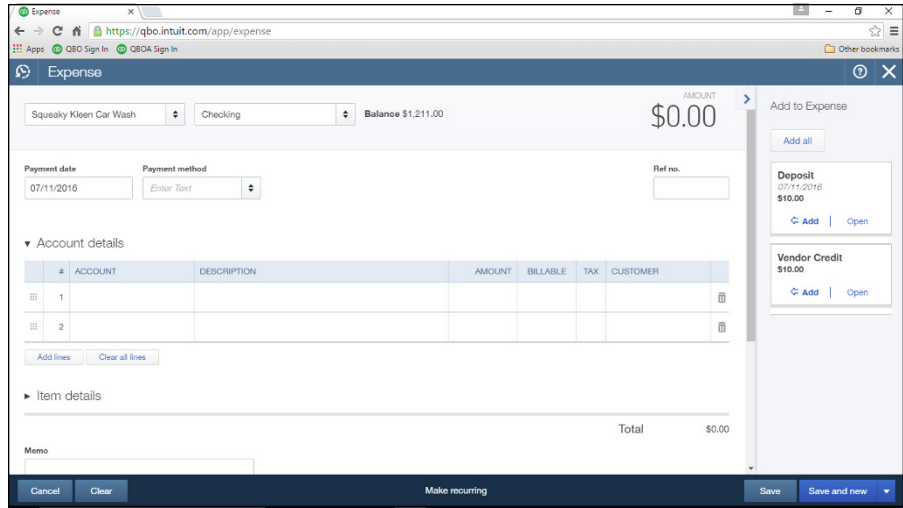 Expense
https://qbo.intuit.com/app/expense
Apps QBO Sign In QBOA Sign In Other bookmarks
Expense
Squeaky Kleen Car Wash Checking Balance $1,211.00
AMOUNT
$0.00
Payment date Payment method Ref no.
07/11/2016 Enter Text
Account details
# ACCOUNT DESCRIPTION AMOUNT BILLABLE TAX CUSTOMER
1
2
Add lines Clear all lines
Item details
Total $0.00
Memo
Add to Expense
Add all
Deposit
07/11/2016
$10.00
Add Open
Vendor Credit
$10.00
Add Open
Cancel Clear Make recurring Save Save and new